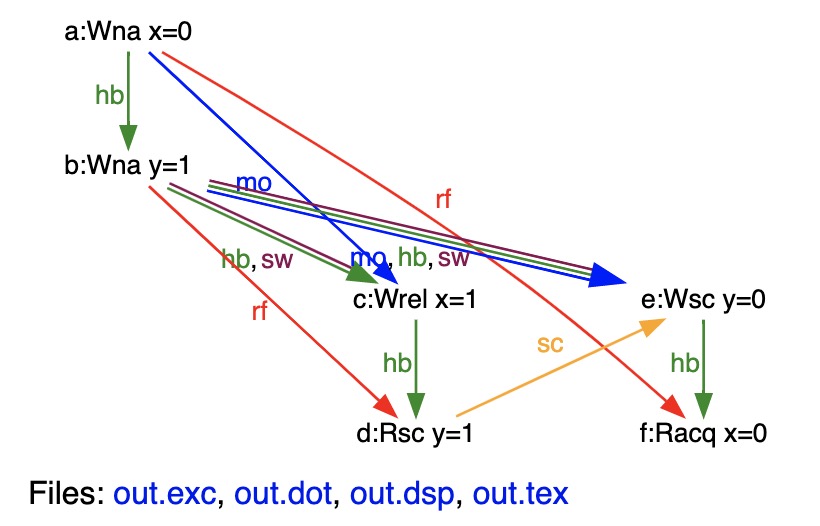 a:Wna x=0
hb
b:Wna y=1
mo
rf
hb, sw
mo, hb, sw
rf
c:Wrel x=1
e:Wsc y=0
hb
sc
hb
d:Rsc y=1
f:Racq x=0
Files: out.exc, out.dot, out.dsp, out.tex